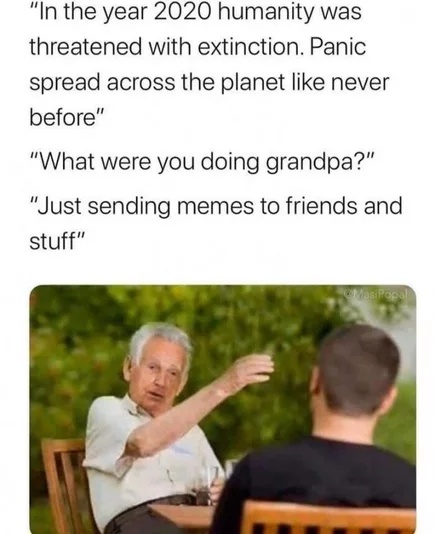 “In the year 2020 humanity was
threatened with extinction. Panic
spread across the planet like never
before”
“What were you doing grandpa?”
“Just sending memes to friends and
stuff”